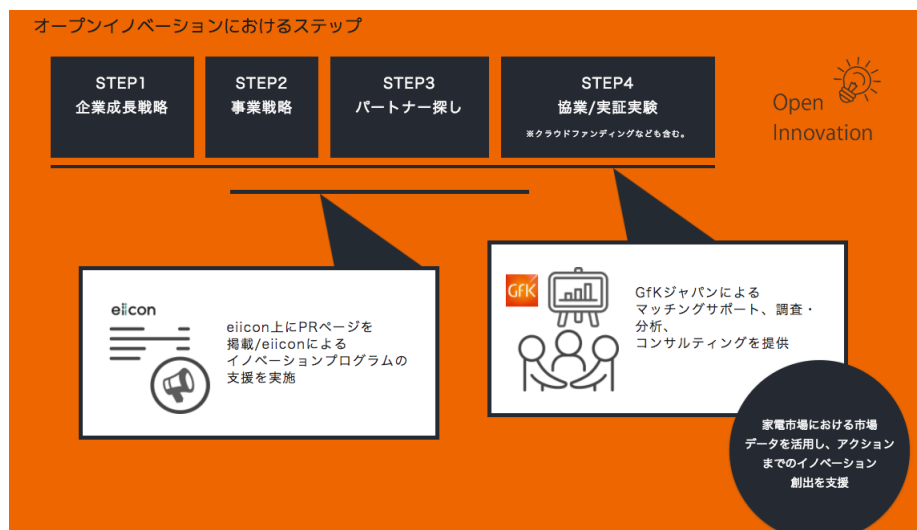 オープンイノベーションにおけるステップ
STEP1
企業成長戦略
STEP2
事業戦略
STEP3
パートナー探し
STEP4
協業/実証実験
※クラウドファンディングなども含む。
Open
Innovation
eiicon
eiicon上にPRページを
掲載/eiiconによる
イノベーションプログラムの
支援を実施
GfK
GfKジャパンによる
マッチングサポート、調査・
分析、
コンサルティングを提供
家電市場における市場
データを活用し、アクション
までのイノベーション
創出を支援